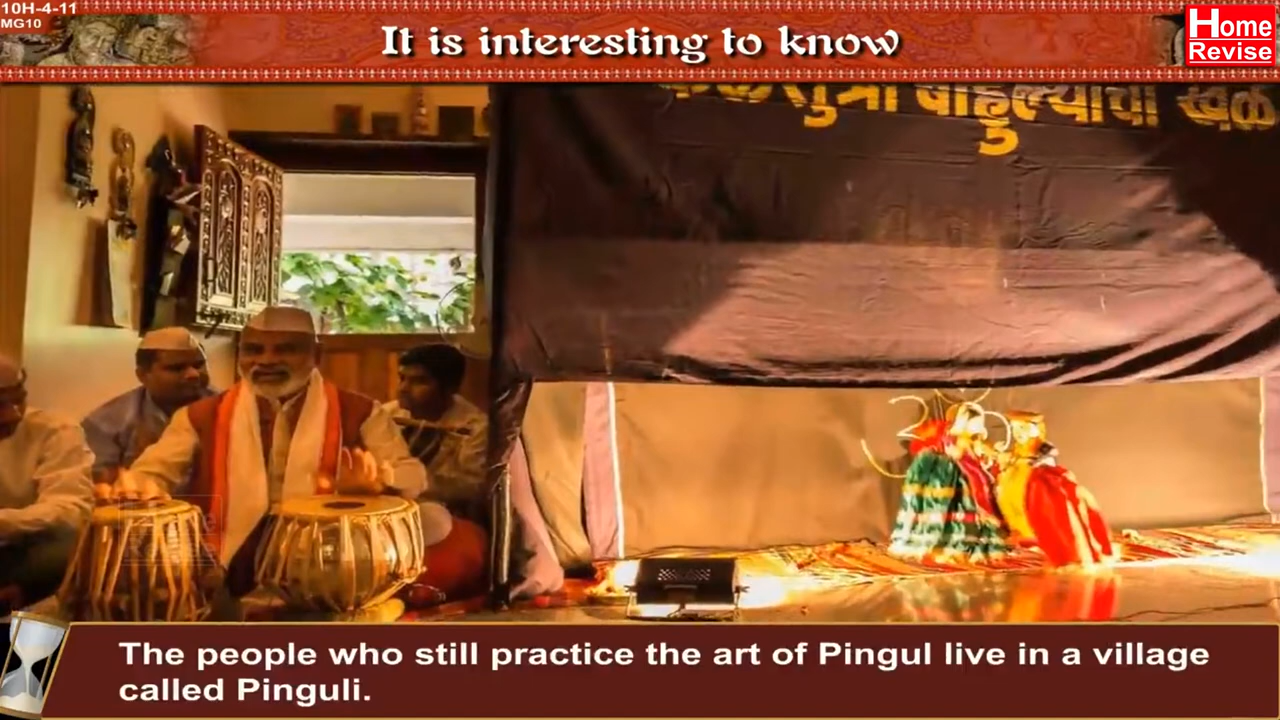 10H-4-11
MG10
It is interesting to know
Home
Revise
कळसुत्री बाहुल्यांचा खेळ
The people who still practice the art of Pingul live in a village
called Pinguli.